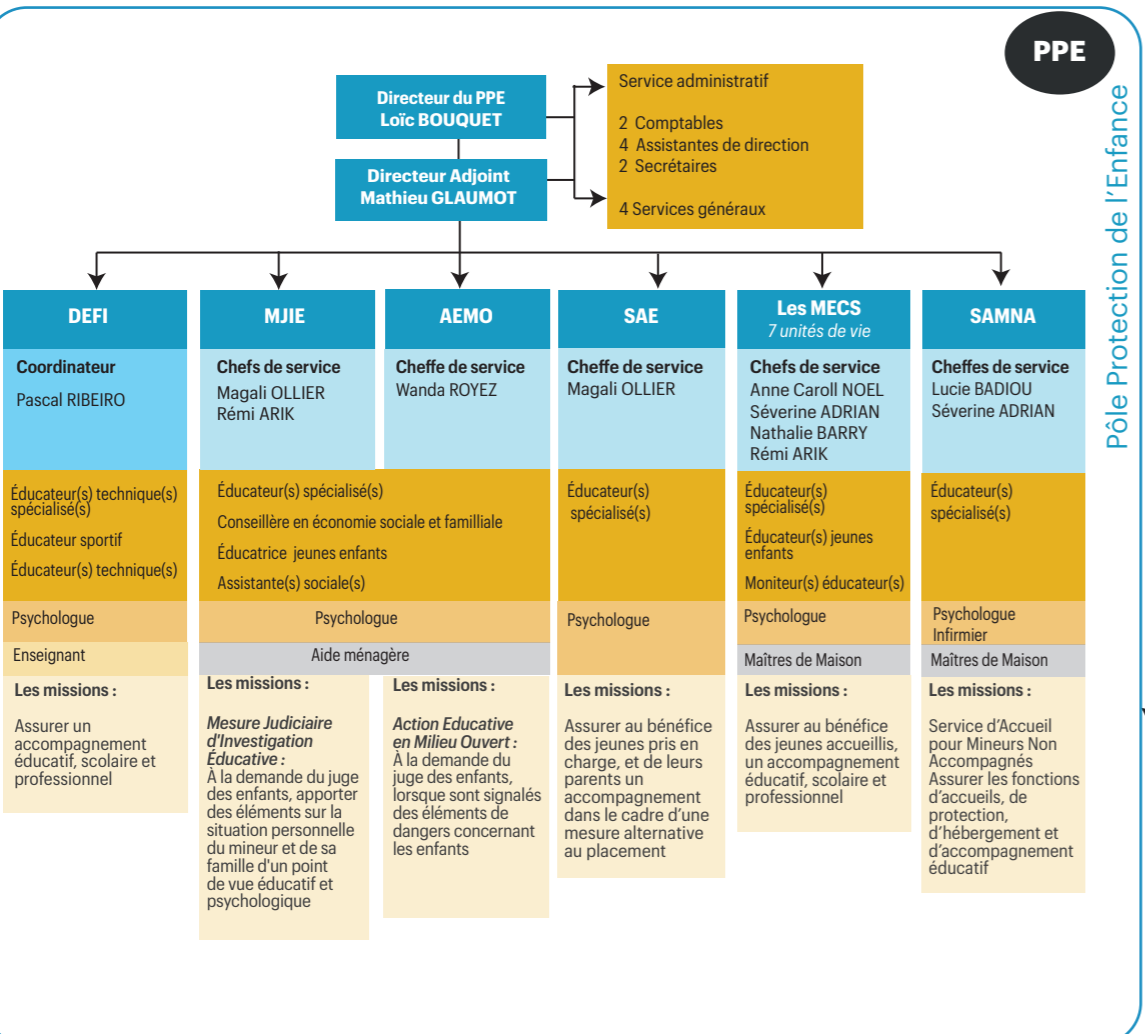 PPE
Pôle Protection de l'Enfance
Directeur du PPE
Loïc BOUQUET
Directeur Adjoint
Mathieu GLAUMOT
Service administratif
2 Comptables
4 Assistantes de direction
2 Secrétaires
4 Services généraux
DEFI
Coordinateur
Pascal RIBEIRO
Éducateur(s) technique(s)
spécialisé(s)
Éducateur sportif
Éducateur(s) technique(s)
Psychologue
Enseignant
Les missions :
Assurer un
accompagnement
éducatif, scolaire et
professionnel
MJIE
Chefs de service
Magali OLLIER
Rémi ARIK
AEMO
Cheffe de service
Wanda ROYEZ
Éducateur(s) spécialisé(s)
Conseillère en économie sociale et familliale
Éducatrice jeunes enfants
Assistante(s) sociale(s)
Psychologue
Aide ménagère
Les missions :
Mesure Judiciaire
d'Investigation
Éducative :
À la demande du juge
des enfants, apporter
des éléments sur la
situation personnelle
du mineur et de sa
famille d'un point
de vue éducatif et
psychologique
Les missions :
Action Educative
en Milieu Ouvert :
À la demande du
juge des enfants,
lorsque sont signalés
des éléments de
dangers concernant
les enfants
SAE
Cheffe de service
Magali OLLIER
Éducateur(s)
spécialisé(s)
Psychologue
Les missions :
Assurer au bénéfice
des jeunes pris en
charge, et de leurs
parents un
accompagnement
dans le cadre d'une
mesure alternative
au placement
Les MECS
7 unités de vie
Chefs de service
Anne Caroll NOEL
Séverine ADRIAN
Nathalie BARRY
Rémi ARIK
Éducateur(s)
spécialisé(s)
Éducateur(s) jeunes
enfants
Moniteur(s) éducateur(s)
Psychologue
Maîtres de Maison
Les missions :
Assurer au bénéfice
des jeunes accueillis,
un accompagnement
éducatif, scolaire et
professionnel
SAMNA
Cheffes de service
Lucie BADIOU
Séverine ADRIAN
Éducateur(s)
spécialisé(s)
Psychologue
Infirmier
Maîtres de Maison
Les missions :
Service d'Accueil
pour Mineurs Non
Accompagnés
Assurer les fonctions
d'accueils, de
protection,
d'hébergement et
d'accompagnement
éducatif